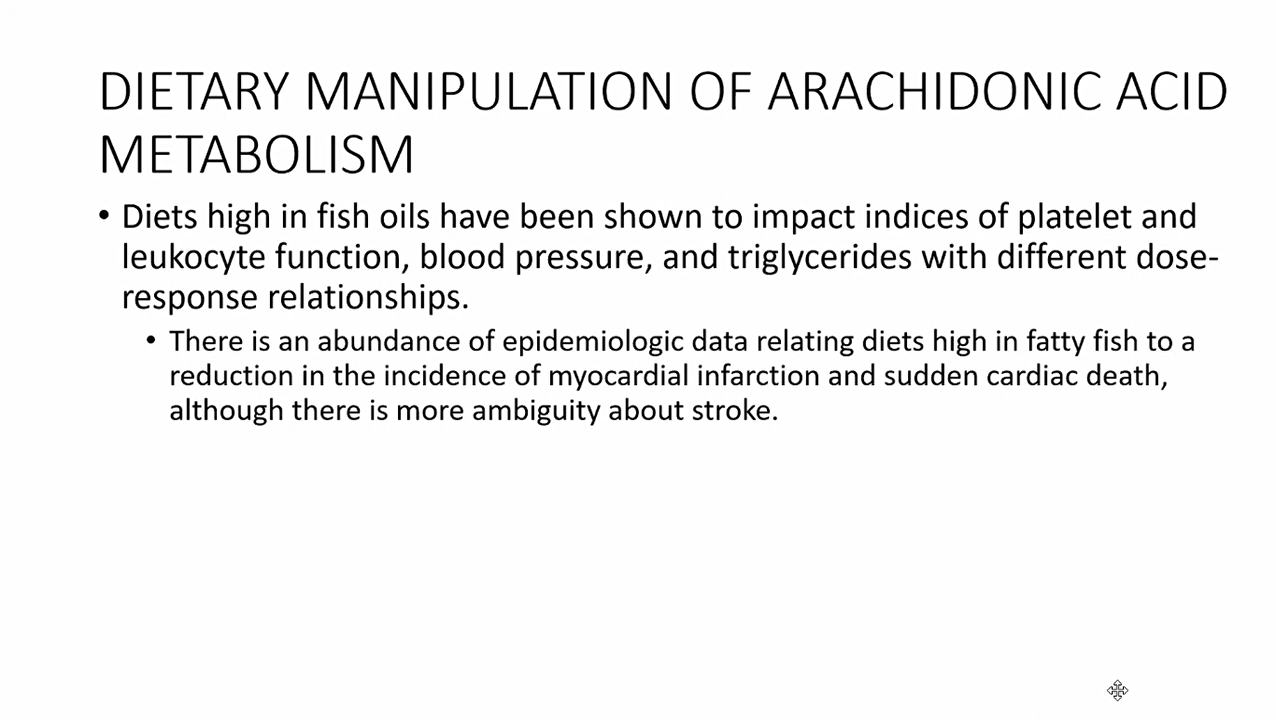 DIETARY MANIPULATION OF ARACHIDONIC ACID
METABOLISM
• Diets high in fish oils have been shown to impact indices of platelet and
leukocyte function, blood pressure, and triglycerides with different dose-
response relationships.
• There is an abundance of epidemiologic data relating diets high in fatty fish to a
reduction in the incidence of myocardial infarction and sudden cardiac death,
although there is more ambiguity about stroke.